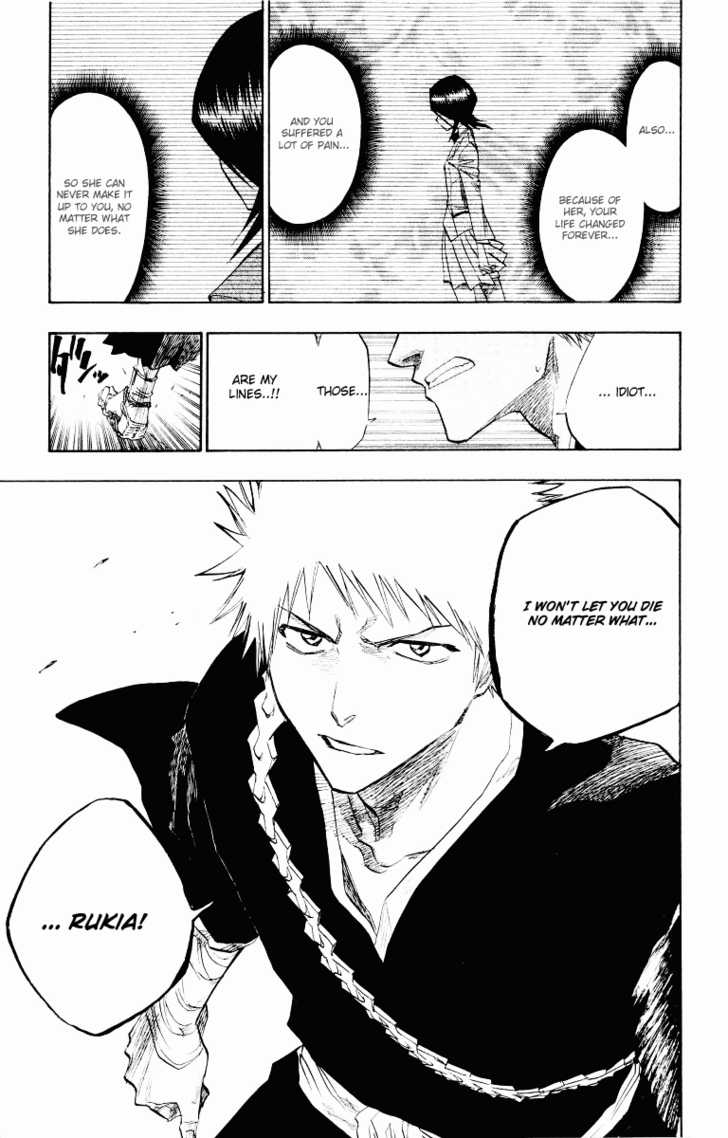 ALSO...
BECAUSE OF
HER, YOUR
LIFE CHANGED
FOREVER...
AND YOU
SUFFERED A
LOT OF PAIN...
SO SHE CAN
NEVER MAKE IT
UP TO YOU, NO
MATTER WHAT
SHE DOES.
... IDIOT...
THOSE...
ARE MY
LINES..!!
I WON'T LET YOU DIE
NO MATTER WHAT...
... RUKIA!